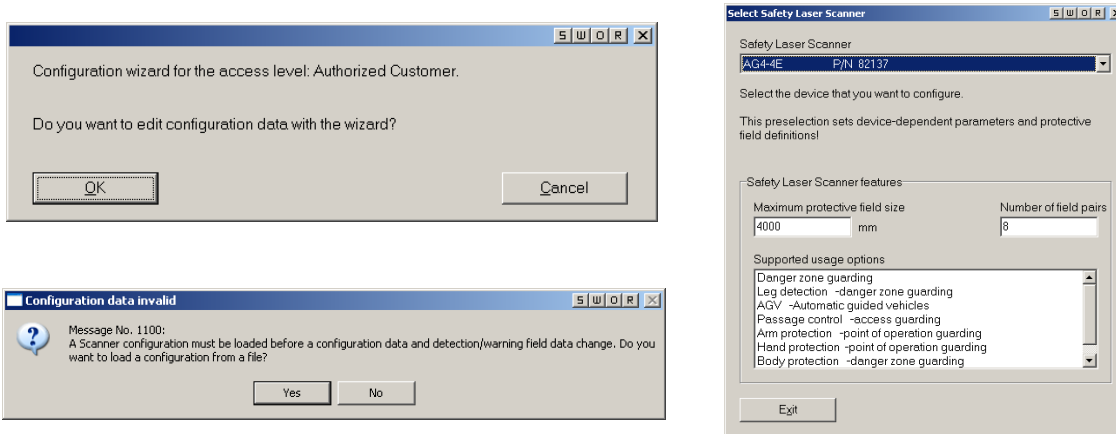 S W O R X
Configuration wizard for the access level: Authorized Customer.
Do you want to edit configuration data with the wizard?
OK
Cancel
Configuration data invalid
S W O R X
Message No. 1100:
A Scanner configuration must be loaded before a configuration data and detection/warning field data change. Do you
want to load a configuration from a file?
Yes
No
Select Safety Laser Scanner
S W O R X
Safety Laser Scanner
AG4-4E P/N 82137
Select the device that you want to configure.
This preselection sets device-dependent parameters and protective
field definitions!
Safety Laser Scanner features
Maximum protective field size
Number of field pairs
4000
mm
8
Supported usage options
Danger zone guarding
Leg detection -danger zone guarding
AGV -Automatic guided vehicles
Passage control -access guarding
Arm protection -point of operation guarding
Hand protection -point of operation guarding
Body protection -danger zone guarding
Exit